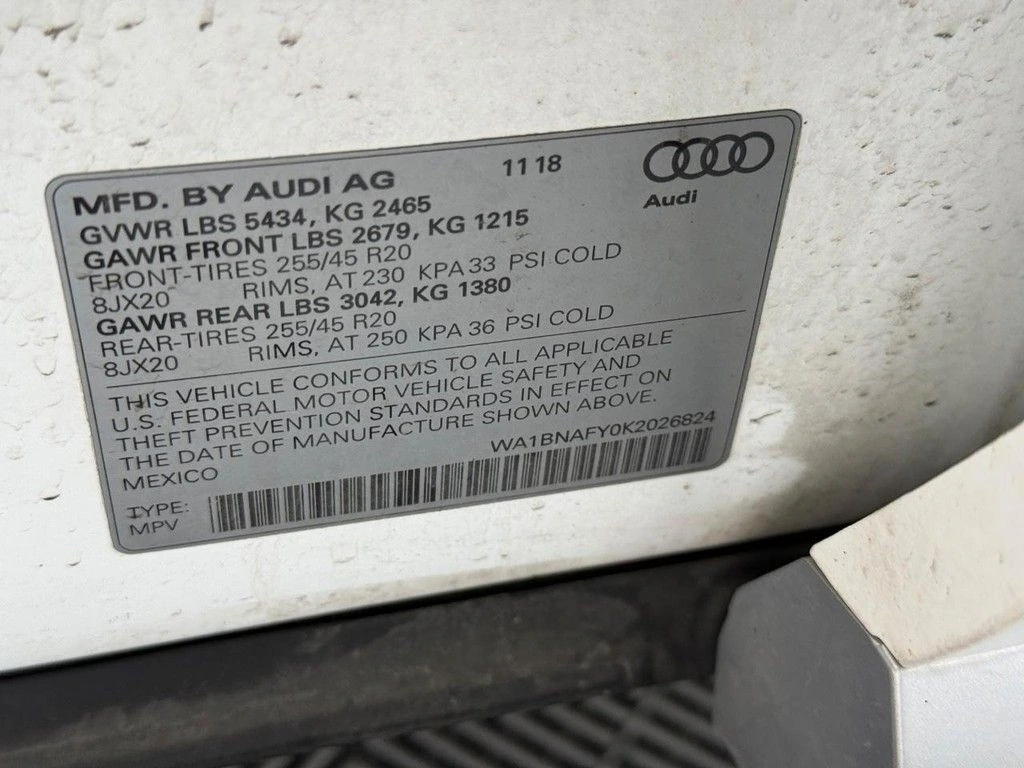 MFD. BY AUDI AG 11 18
Audi
GVWR LBS 5434, KG 2465
GAWR FRONT LBS 2679, KG 1215
FRONT-TIRES 255/45 R20
8JX20 RIMS, AT 230 KPA 33 PSI COLD
GAWR REAR LBS 3042, KG 1380
REAR-TIRES 255/45 R20
8JX20 RIMS, AT 250 KPA 36 PSI COLD
THIS VEHICLE CONFORMS TO ALL APPLICABLE
U.S. FEDERAL MOTOR VEHICLE SAFETY AND
THEFT PREVENTION STANDARDS IN EFFECT ON
THE DATE OF MANUFACTURE SHOWN ABOVE.
MEXICO WA1BNAFY0K2026824
TYPE:
MPV